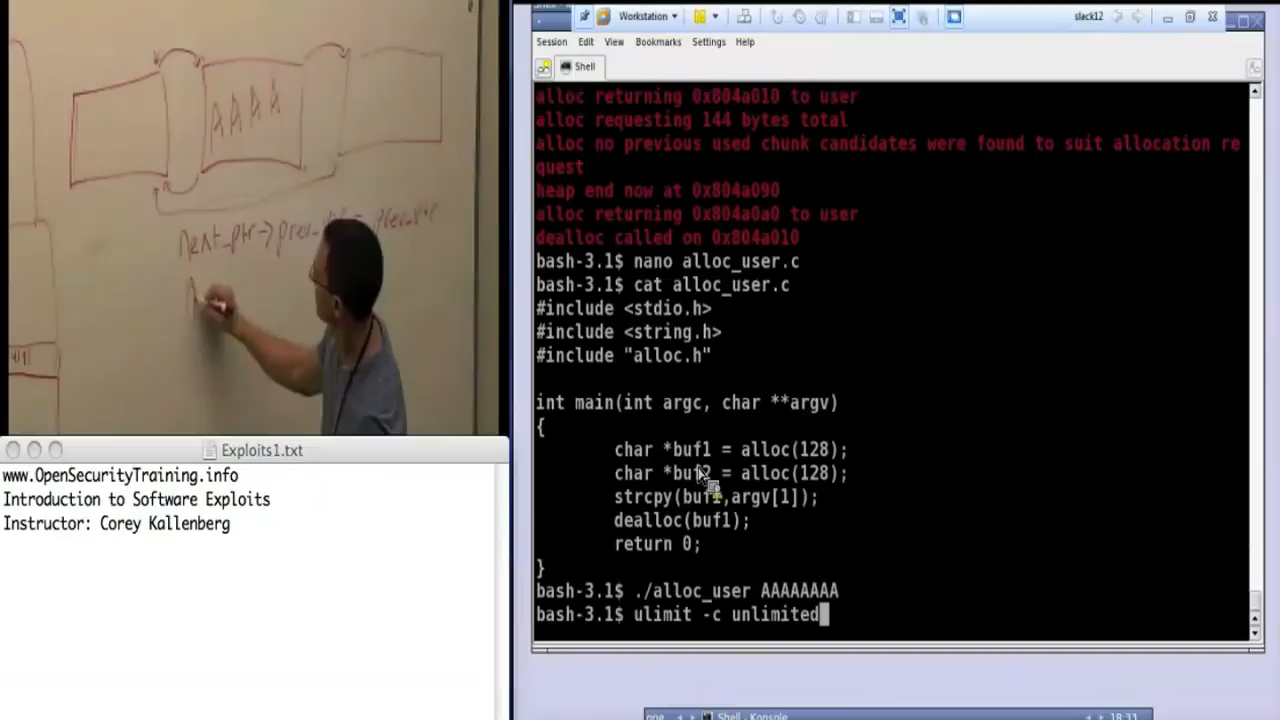 AAAA
next_ptr->prev_ptr = prev_ptr
A
Workstation
slack12
Session Edit View Bookmarks Settings Help
Shell
alloc returning 0x804a010 to user
alloc requesting 144 bytes total
alloc no previous used chunk candidates were found to suit allocation re
quest
heap end now at 0x804a090
alloc returning 0x804a0a0 to user
dealloc called on 0x804a010
bash-3.1$ nano alloc_user.c
bash-3.1$ cat alloc_user.c
#include <stdio.h>
#include <string.h>
#include "alloc.h"
int main(int argc, char **argv)
{
char *buf1 = alloc(128);
char *buf2 = alloc(128);
strcpy(buf1,argv[1]);
dealloc(buf1);
return 0;
}
bash-3.1$ ./alloc_user AAAAAAAA
bash-3.1$ ulimit -c unlimited
Exploits1.txt
www.OpenSecurityTraining.info
Introduction to Software Exploits
Instructor: Corey Kallenberg
Shell - Konsole
18:33